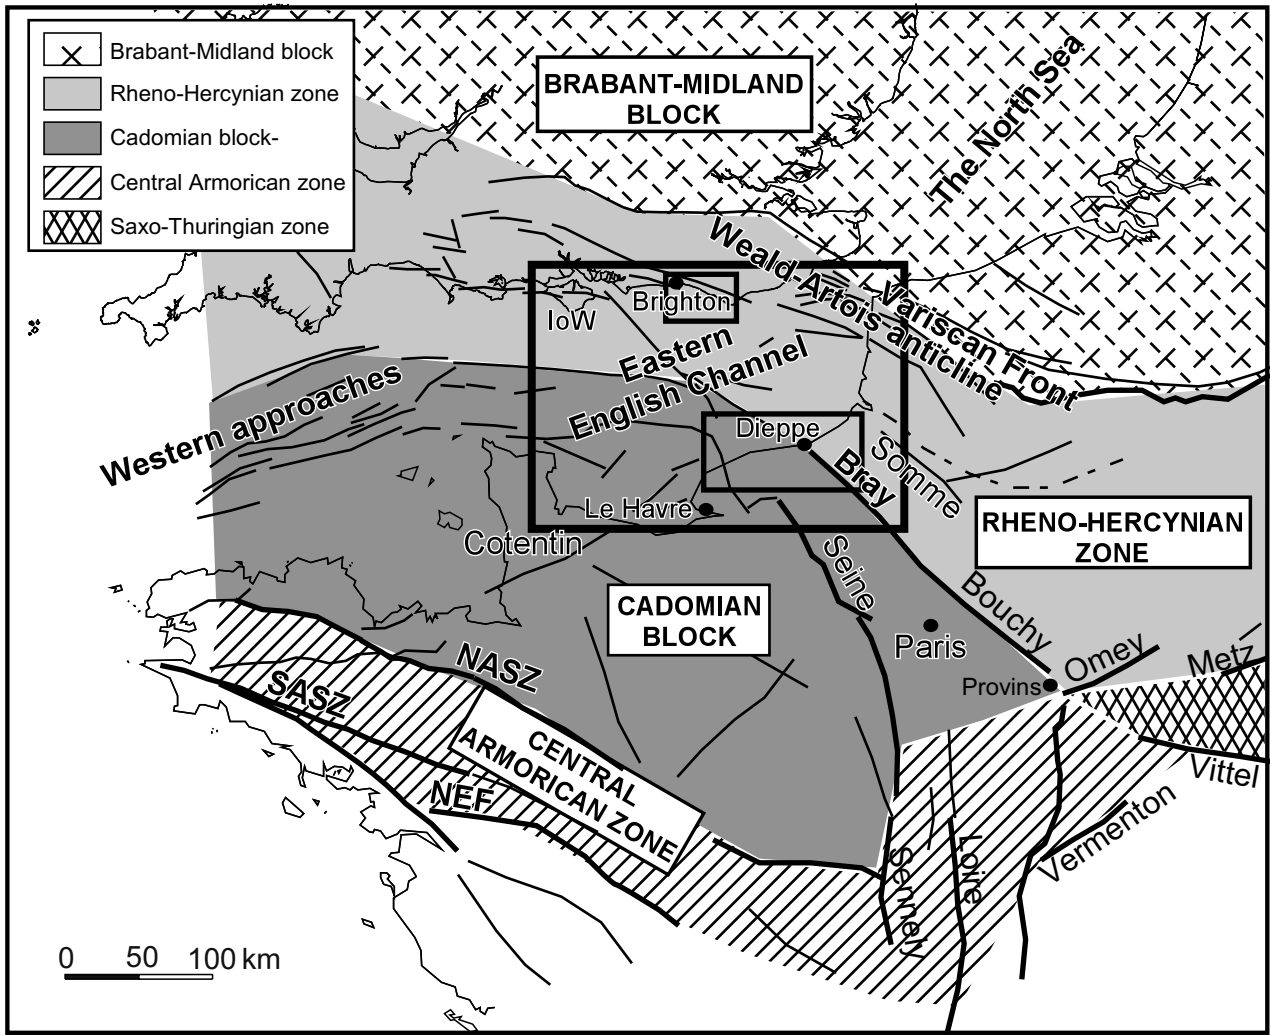 Brabant-Midland block
Rheno-Hercynian zone
Cadomian block-
Central Armorican zone
Saxo-Thuringian zone
BRABANT-MIDLAND
BLOCK
The North Sea
Weald-Artois anticline
Variscan Front
Brighton
IoW
Eastern
English Channel
Western approaches
Dieppe
Bray
Somme
Le Havre
Cotentin
RHENO-HERCYNIAN
ZONE
Seine
CADOMIAN
BLOCK
Bouchy
Paris
Provins
Omey
Metz
NASZ
SASZ
CENTRAL
ARMORICAN ZONE
NEF
Vittel
Vermenton
Sennely
Loire
0 50 100 km